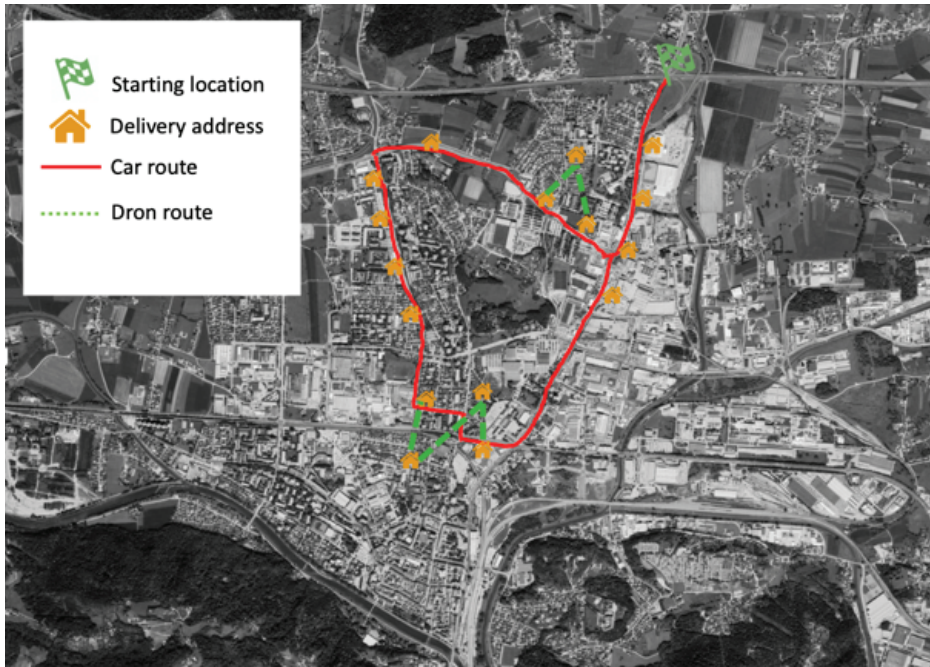 Starting location
Delivery address
Car route
Dron route